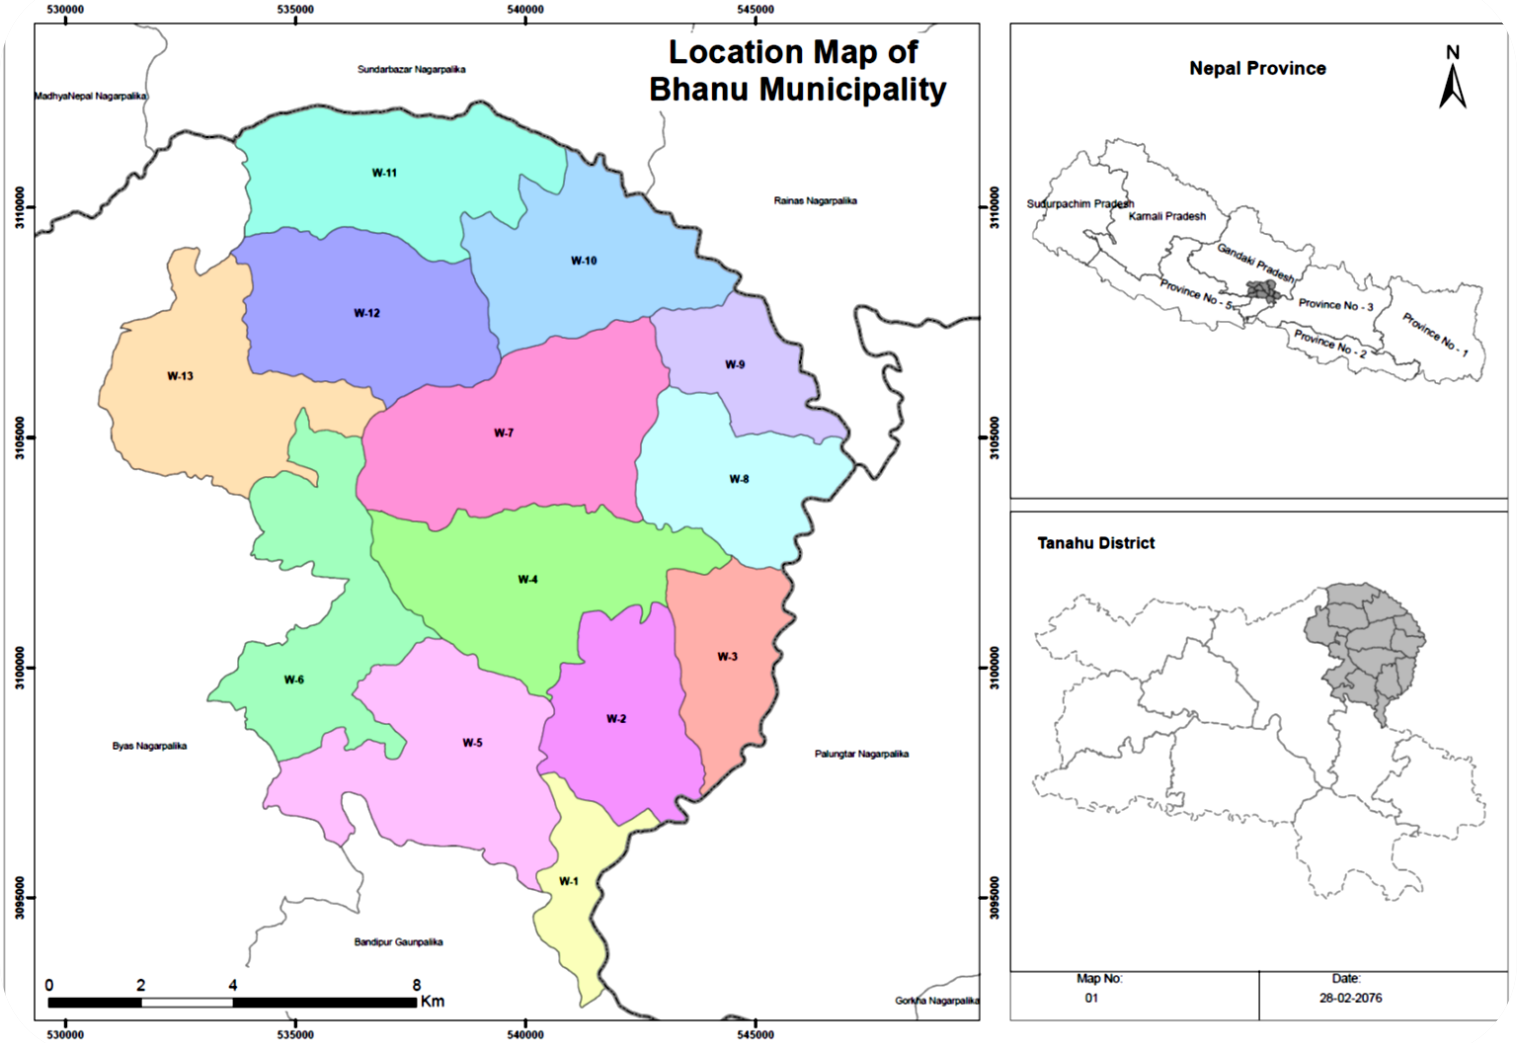 530000
535000
540000
545000
Location Map of
Bhanu Municipality
Sundarbazar Nagarpalika
MadhyaNepal Nagarpalika
Rainas Nagarpalika
3110000
3110000
W-11
W-10
W-12
W-9
W-13
W-7
3105000
3105000
W-8
W-4
W-3
3100000
3100000
W-6
W-2
W-5
Byas Nagarpalika
Palungtar Nagarpalika
W-1
3095000
3095000
Bandipur Gaunpalika
Gorkha Nagarpalika
0
2
4
8
Km
530000
535000
540000
545000
Nepal Province
N
Sudurpachim Pradesh
Karnali Pradesh
Gandaki Pradesh
Province No - 5
Province No - 3
Province No - 2
Province No - 1
Tanahu District
Map No:
01
Date:
28-02-2076